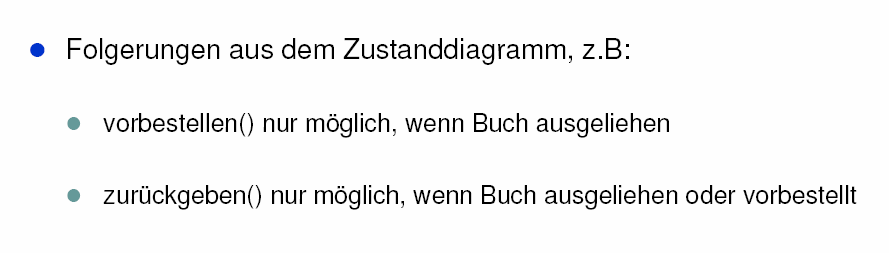 Folgerungen aus dem Zustanddiagramm, z.B:
vorbestellen() nur möglich, wenn Buch ausgeliehen
zurückgeben() nur möglich, wenn Buch ausgeliehen oder vorbestellt